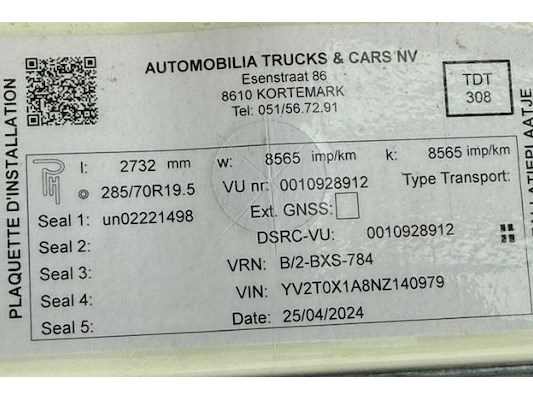 AUTOMOBILIA TRUCKS & CARS NV
Esenstraat 86
8610 KORTEMARK
Tel: 051/56.72.91
TDT
308
PLAQUETTE D'INSTALLATION
l: 2732 mm w: 8565 imp/km k: 8565 imp/km
285/70R19.5 VU nr: 0010928912 Type Transport:
Seal 1: un02221498 Ext. GNSS:
Seal 2: DSRC-VU: 0010928912
Seal 3: VRN: B/2-BXS-784
Seal 4: VIN: YV2T0X1A8NZ140979
Seal 5: Date: 25/04/2024